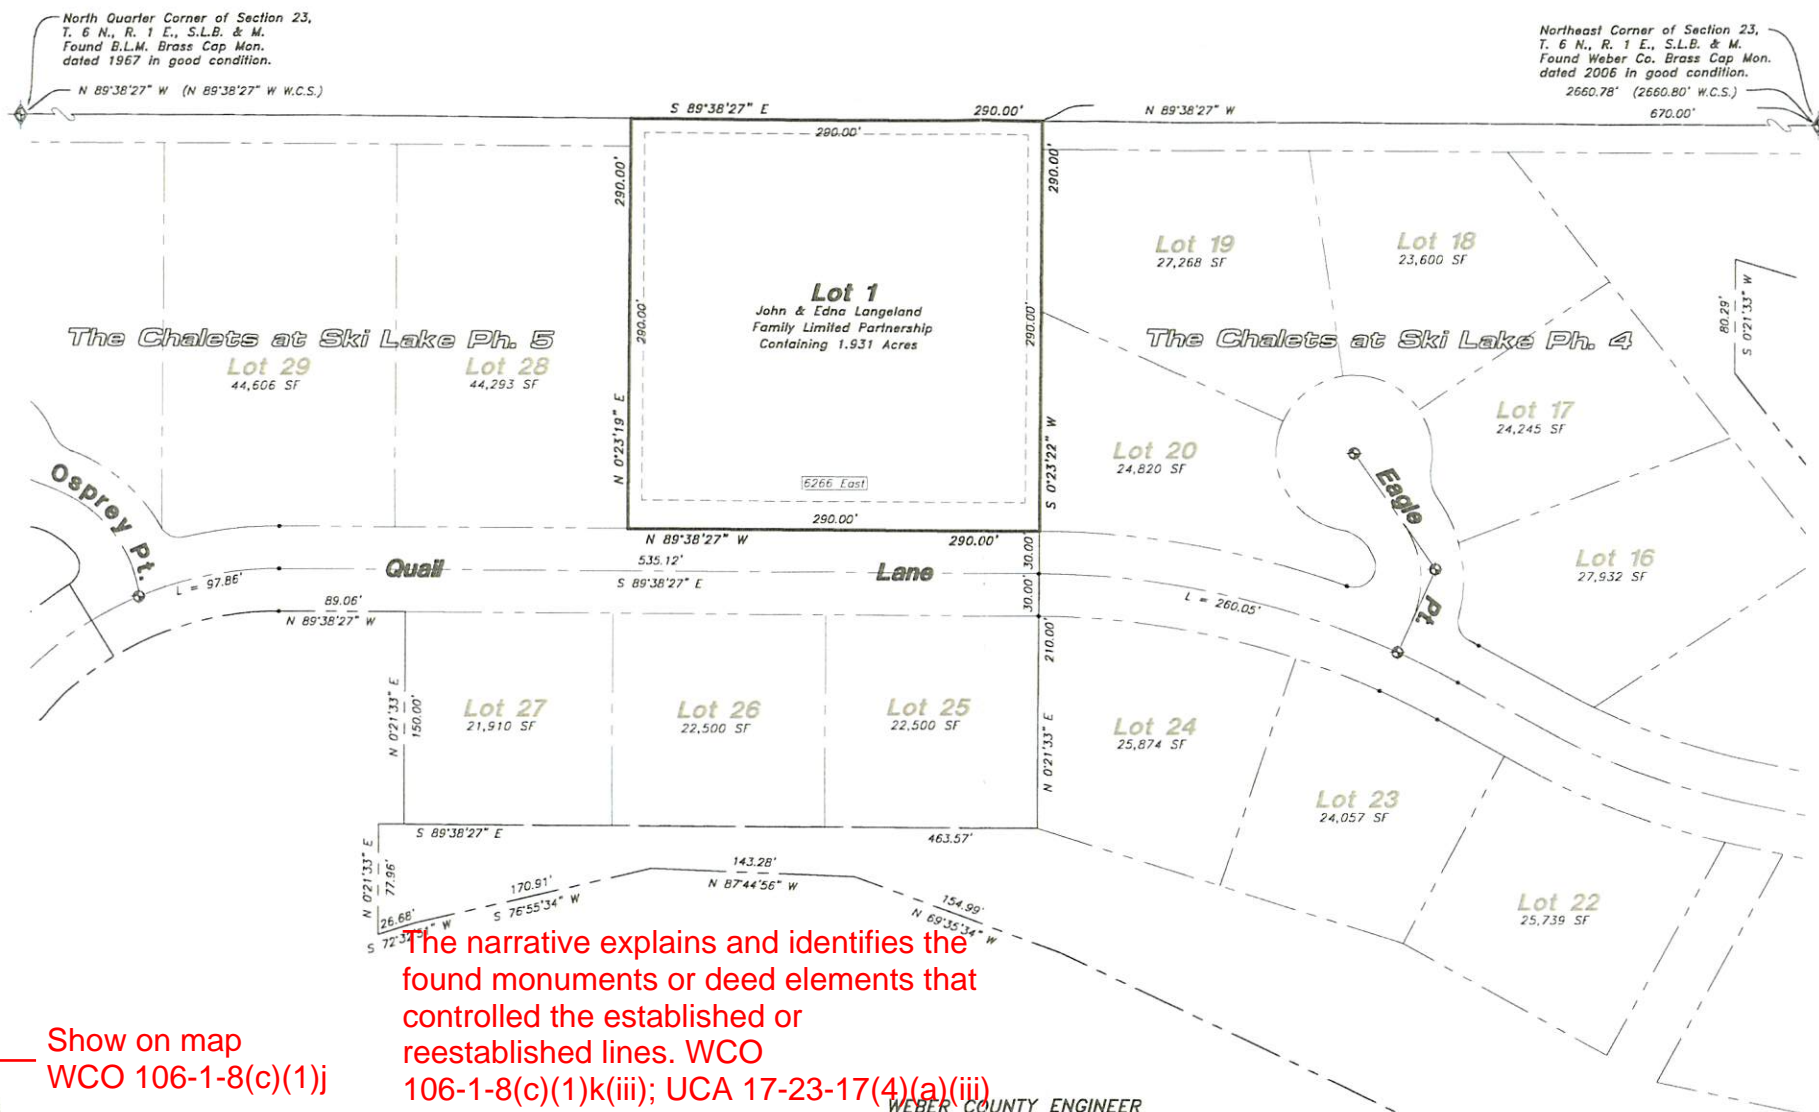 North Quarter Corner of Section 23,
T. 6 N., R. 1 E., S.L.B. & M.
Found B.L.M. Brass Cap Mon.
dated 1967 in good condition.
N 89°38'27" W (N 89°38'27" W W.C.S.)
Northeast Corner of Section 23,
T. 6 N., R. 1 E., S.L.B. & M.
Found Weber Co. Brass Cap Mon.
dated 2006 in good condition.
2660.78' (2660.80' W.C.S.)
670.00'
S 89°38'27" E
290.00'
N 89°38'27" W
290.00'
290.00'
290.00'
Lot 19
27,268 SF
Lot 18
23,600 SF
80.29'
S 0°21'33" W
Lot 1
John & Edna Langeland
Family Limited Partnership
Containing 1.931 Acres
290.00'
290.00'
The Chalets at Ski Lake Ph. 5
The Chalets at Ski Lake Ph. 4
Lot 29
44,606 SF
Lot 28
44,293 SF
Lot 17
24,245 SF
N 0°23'19" E
S 0°23'22" W
Lot 20
24,820 SF
6266 East
Osprey Pt.
Eagle Pt.
290.00'
N 89°38'27" W
290.00'
30.00'
30.00'
Lot 16
27,932 SF
Quail Lane
535.12'
S 89°38'27" E
L = 97.86'
L = 260.05'
89.06'
N 89°38'27" W
210.00'
N 0°21'33" E
150.00'
Lot 27
21,910 SF
Lot 26
22,500 SF
Lot 25
22,500 SF
N 0°21'33" E
Lot 24
25,874 SF
Lot 23
24,057 SF
S 89°38'27" E
463.57'
N 0°21'33" E
77.96'
143.28'
N 87°44'56" W
170.91'
S 76°55'34" W
26.68'
154.99'
N 69°35'34" W
Lot 22
25,739 SF
The narrative explains and identifies the
found monuments or deed elements that
controlled the established or
reestablished lines. WCO
106-1-8(c)(1)k(iii); UCA 17-23-17(4)(a)(iii)
Show on map
WCO 106-1-8(c)(1)j
WEBER COUNTY ENGINEER